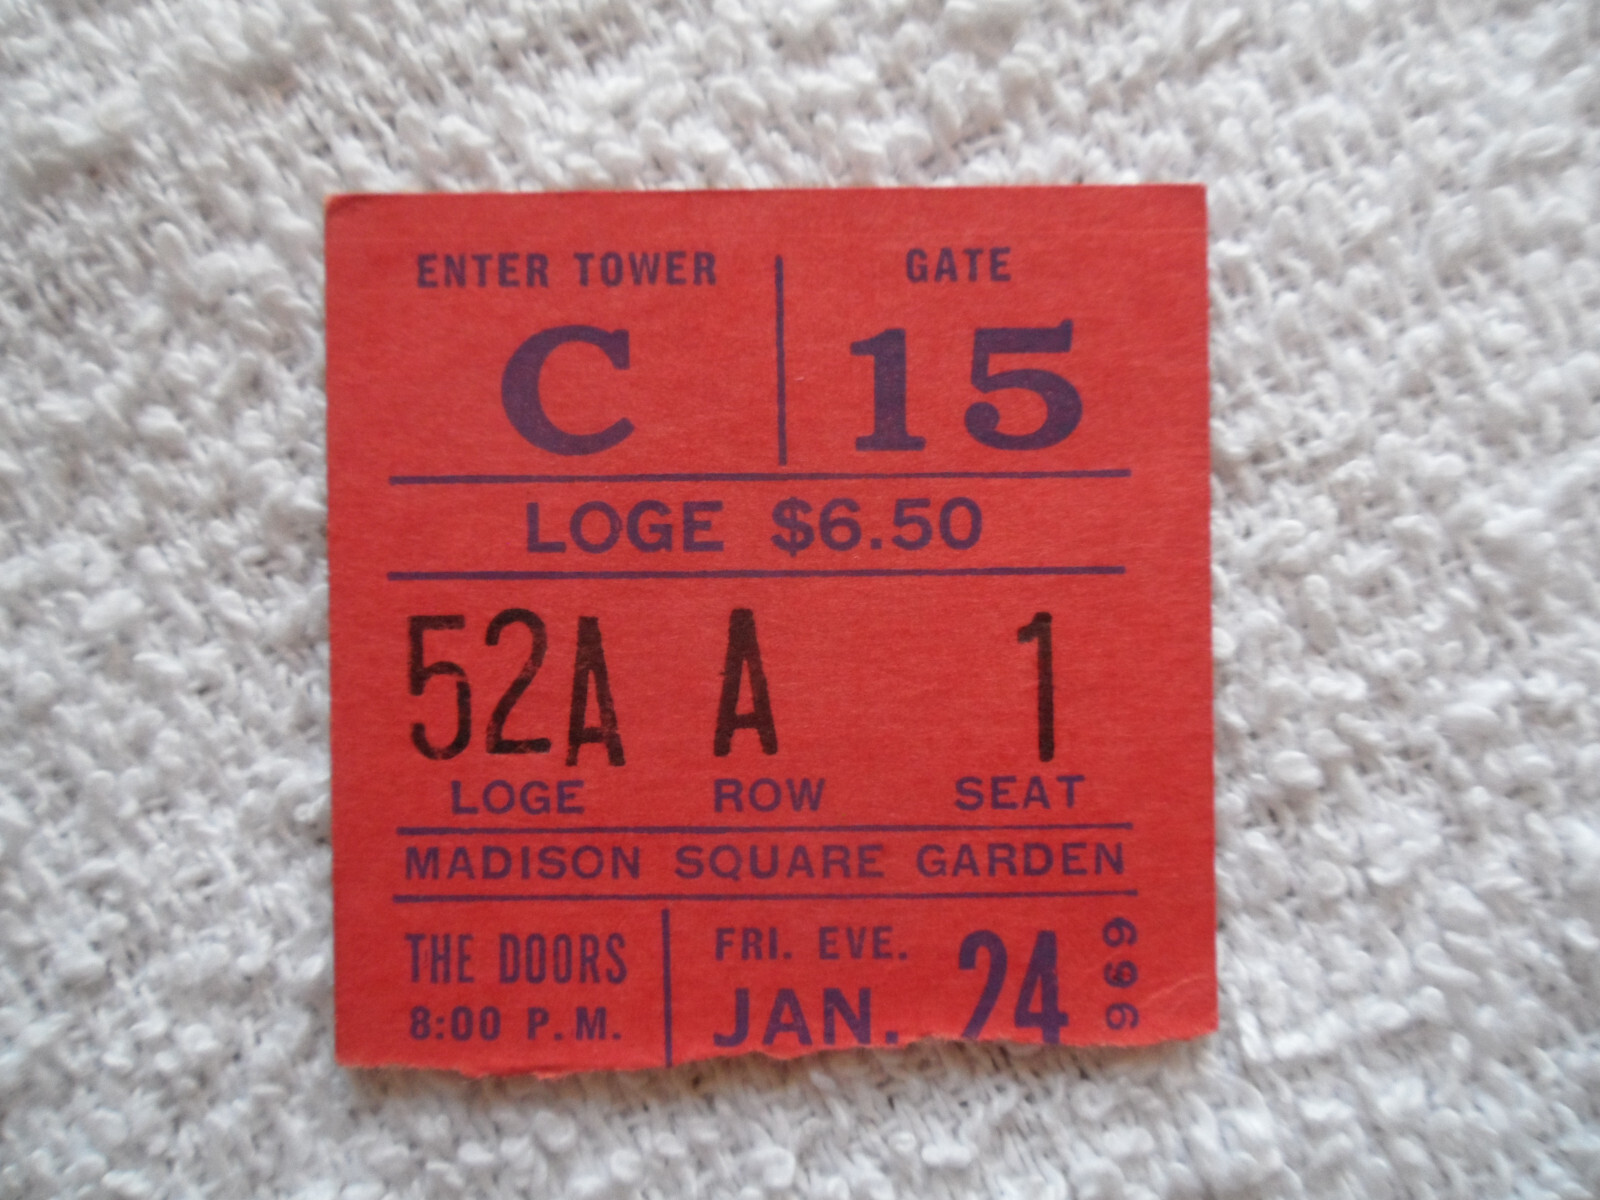 ENTER TOWER GATE
C 15
LOGE $6.50
52A A 1
LOGE ROW SEAT
MADISON SQUARE GARDEN
THE DOORS
8:00 P.M.
FRI. EVE.
JAN. 24